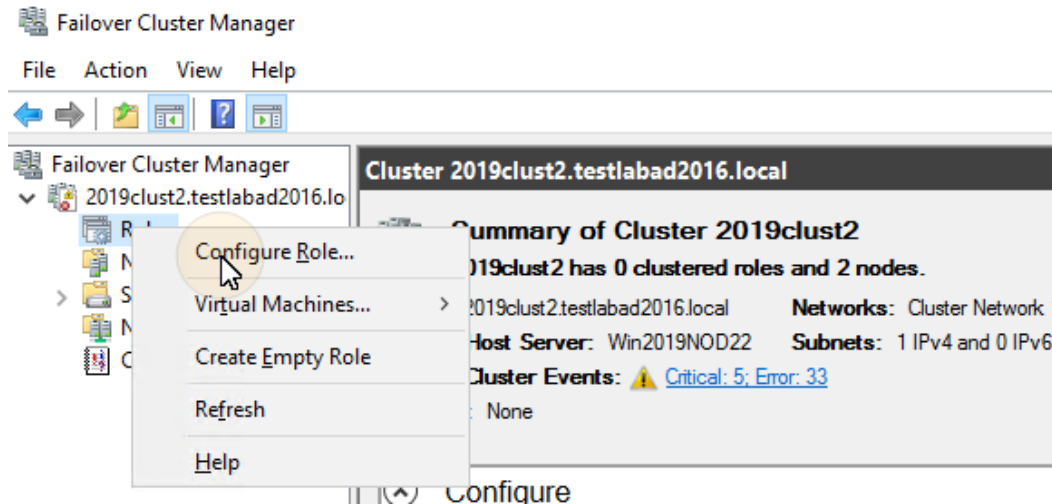 Failover Cluster Manager
File Action View Help
Failover Cluster Manager
2019clust2.testlabad2016.lo
Configure Role...
Virtual Machines...
Create Empty Role
Refresh
Help
Cluster 2019clust2.testlabad2016.local
Summary of Cluster 2019clust2
019clust2 has 0 clustered roles and 2 nodes.
2019clust2.testlabad2016.local Networks: Cluster Network
Host Server: Win2019NOD22 Subnets: 1 IPv4 and 0 IPv6
Cluster Events: Critical: 5; Error: 33
: None
Configure